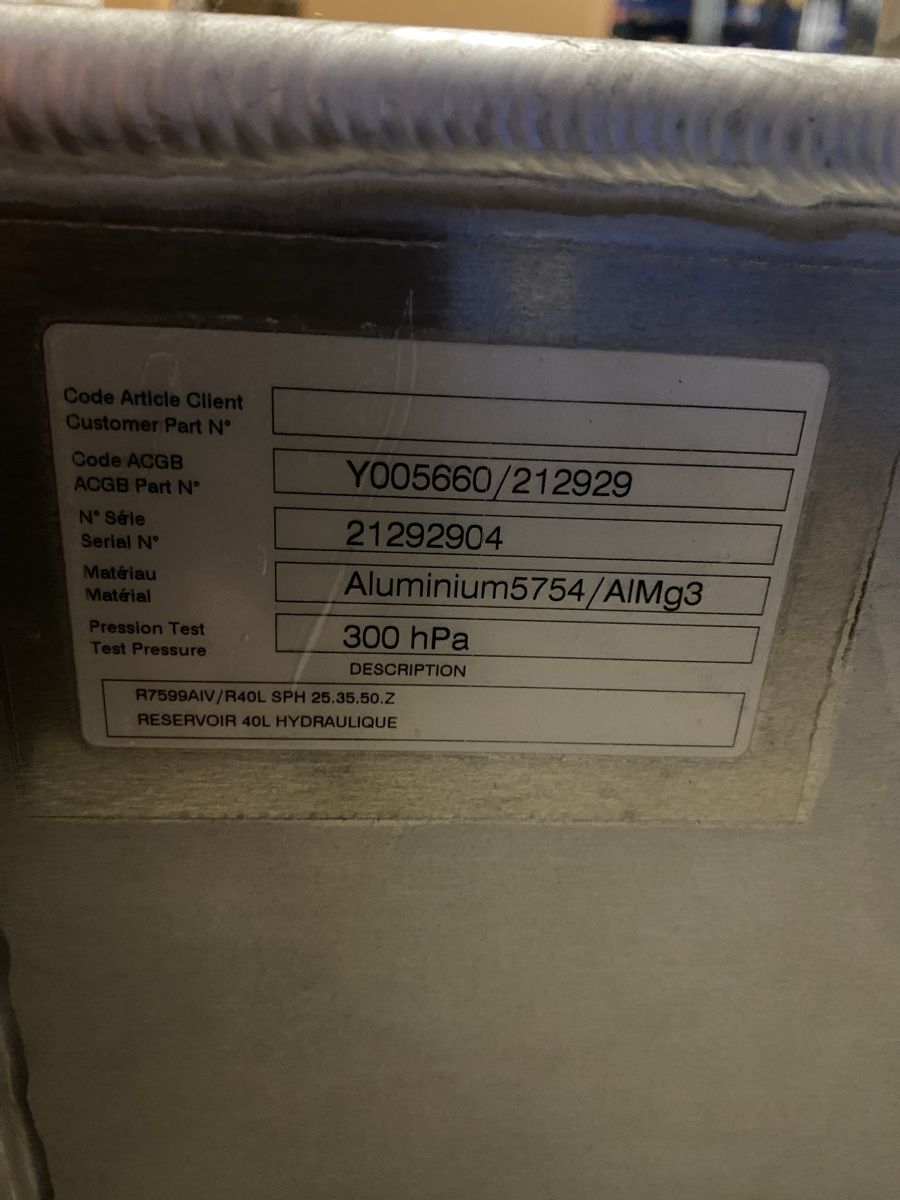 Code Article Client
Customer Part N°
Code ACGB
ACGB Part N°
Y005660/212929
N° Série
Serial N°
21292904
Matériau
Matérial
Aluminium5754/AlMg3
Pression Test
Test Pressure
300 hPa
DESCRIPTION
R7599AIV/R40L SPH 25.35.50.Z
RESERVOIR 40L HYDRAULIQUE